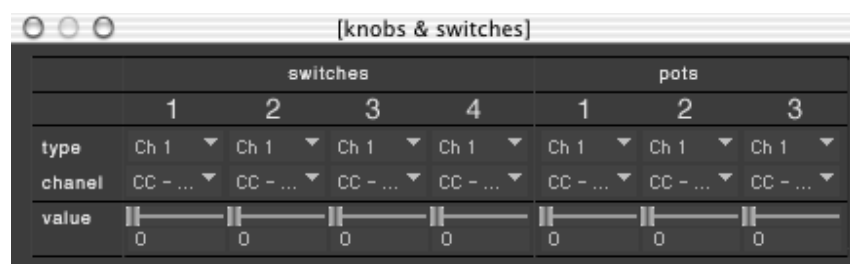 [knobs & switches]
switches pots
1 2 3 4 1 2 3
type Ch 1 Ch 1 Ch 1 Ch 1 Ch 1 Ch 1 Ch 1
chanel CC - ... CC - ... CC - ... CC - ... CC - ... CC - ... CC - ...
value
0 0 0 0 0 0 0